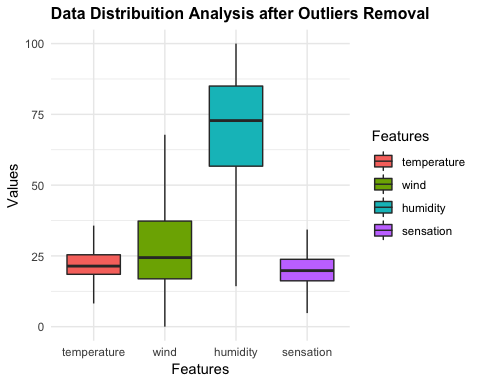 Data Distribuition Analysis after Outliers Removal
100
75
50
25
0
Values
temperature wind humidity sensation
Features
Features
temperature
wind
humidity
sensation